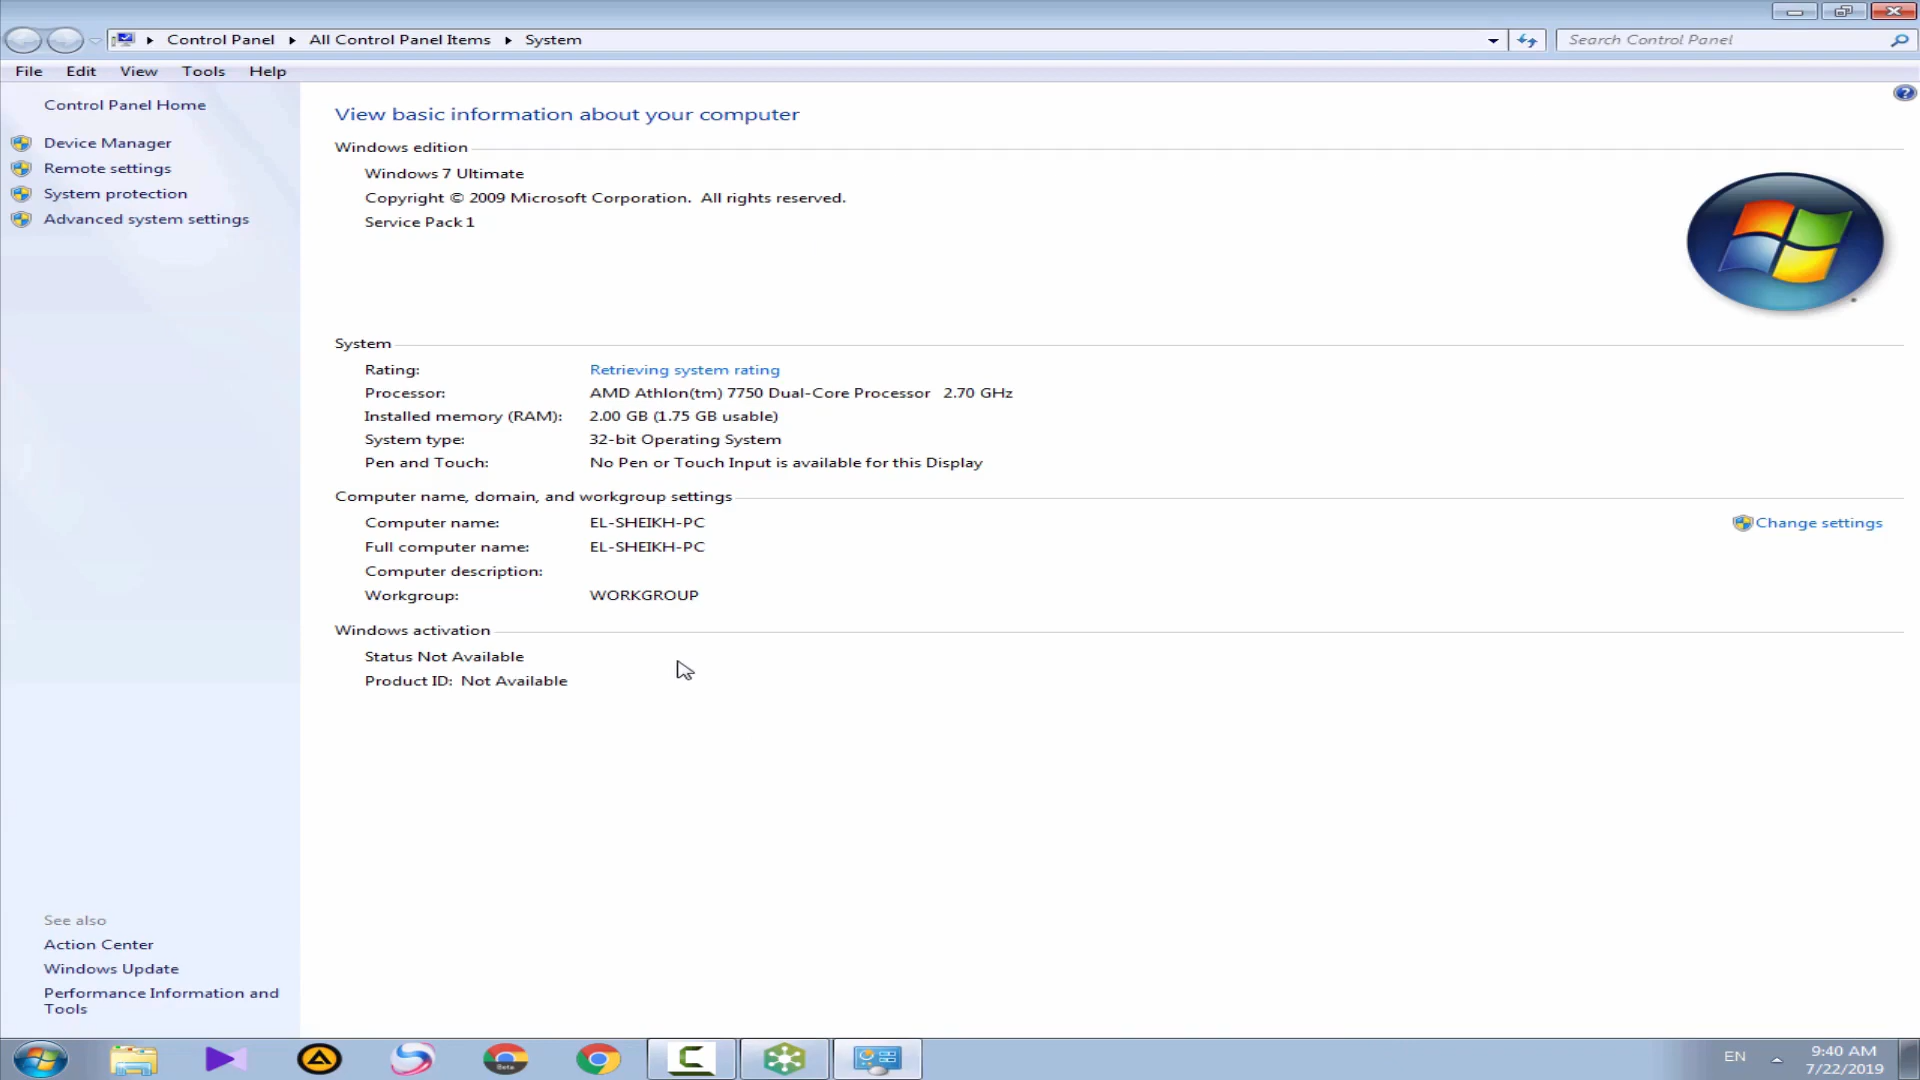 Control Panel
All Control Panel Items
System
Search Control Panel
File
Edit
View
Tools
Help
Control Panel Home
Device Manager
Remote settings
System protection
Advanced system settings
View basic information about your computer
Windows edition
Windows 7 Ultimate
Copyright © 2009 Microsoft Corporation. All rights reserved.
Service Pack 1
System
Rating: Retrieving system rating
Processor: AMD Athlon(tm) 7750 Dual-Core Processor 2.70 GHz
Installed memory (RAM): 2.00 GB (1.75 GB usable)
System type: 32-bit Operating System
Pen and Touch: No Pen or Touch Input is available for this Display
Computer name, domain, and workgroup settings
Computer name: EL-SHEIKH-PC
Change settings
Full computer name: EL-SHEIKH-PC
Computer description:
Workgroup: WORKGROUP
Windows activation
Status Not Available
Product ID: Not Available
See also
Action Center
Windows Update
Performance Information and
Tools
Beta
EN
9:40 AM
7/22/2019